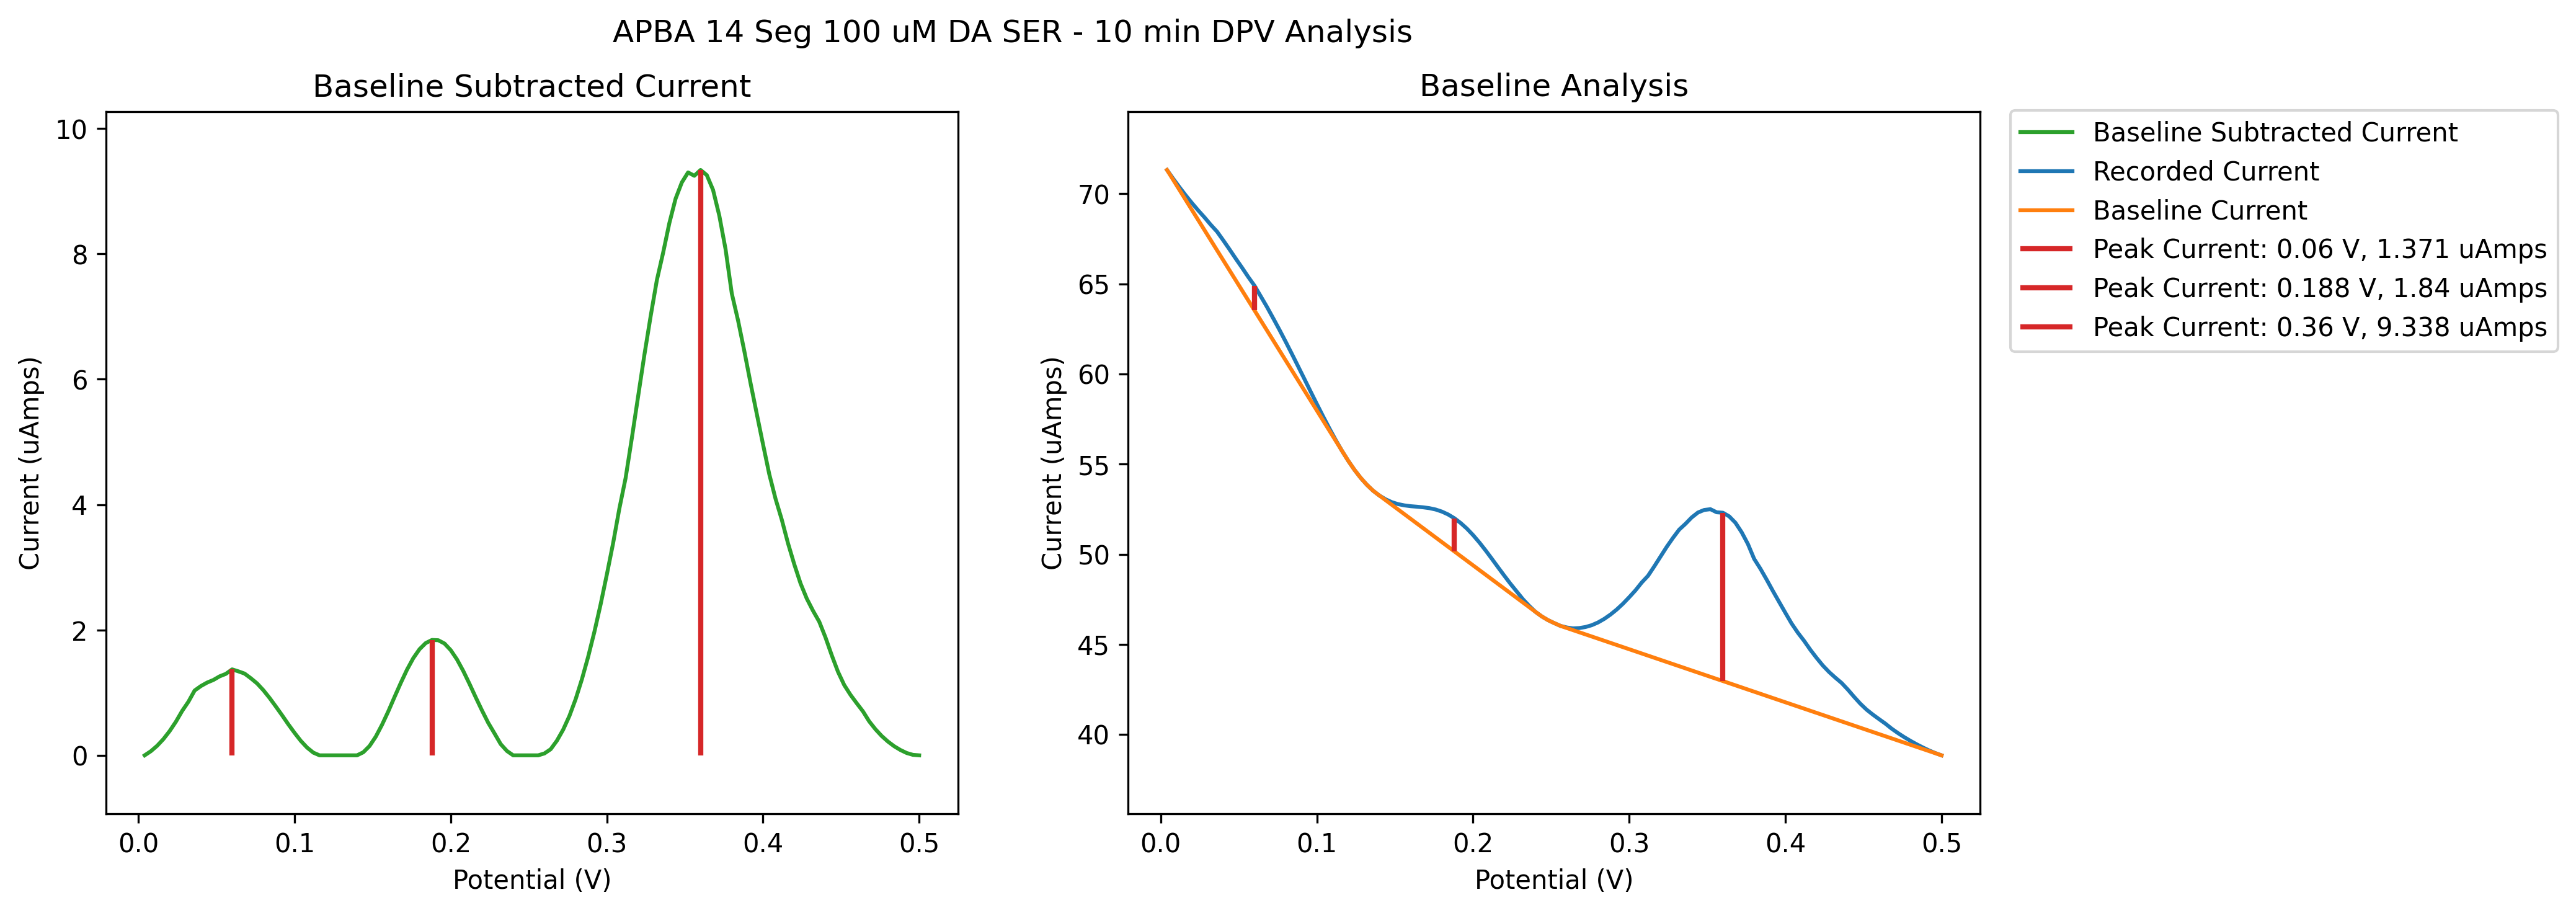 APBA 14 Seg 100 uM DA SER - 10 min DPV Analysis
Baseline Subtracted Current
10
8
6
4
2
0
Current (uAmps)
0.0 0.1 0.2 0.3 0.4 0.5
Potential (V)
Baseline Analysis
70
65
60
55
50
45
40
Current (uAmps)
0.0 0.1 0.2 0.3 0.4 0.5
Potential (V)
Baseline Subtracted Current
Recorded Current
Baseline Current
Peak Current: 0.06 V, 1.371 uAmps
Peak Current: 0.188 V, 1.84 uAmps
Peak Current: 0.36 V, 9.338 uAmps